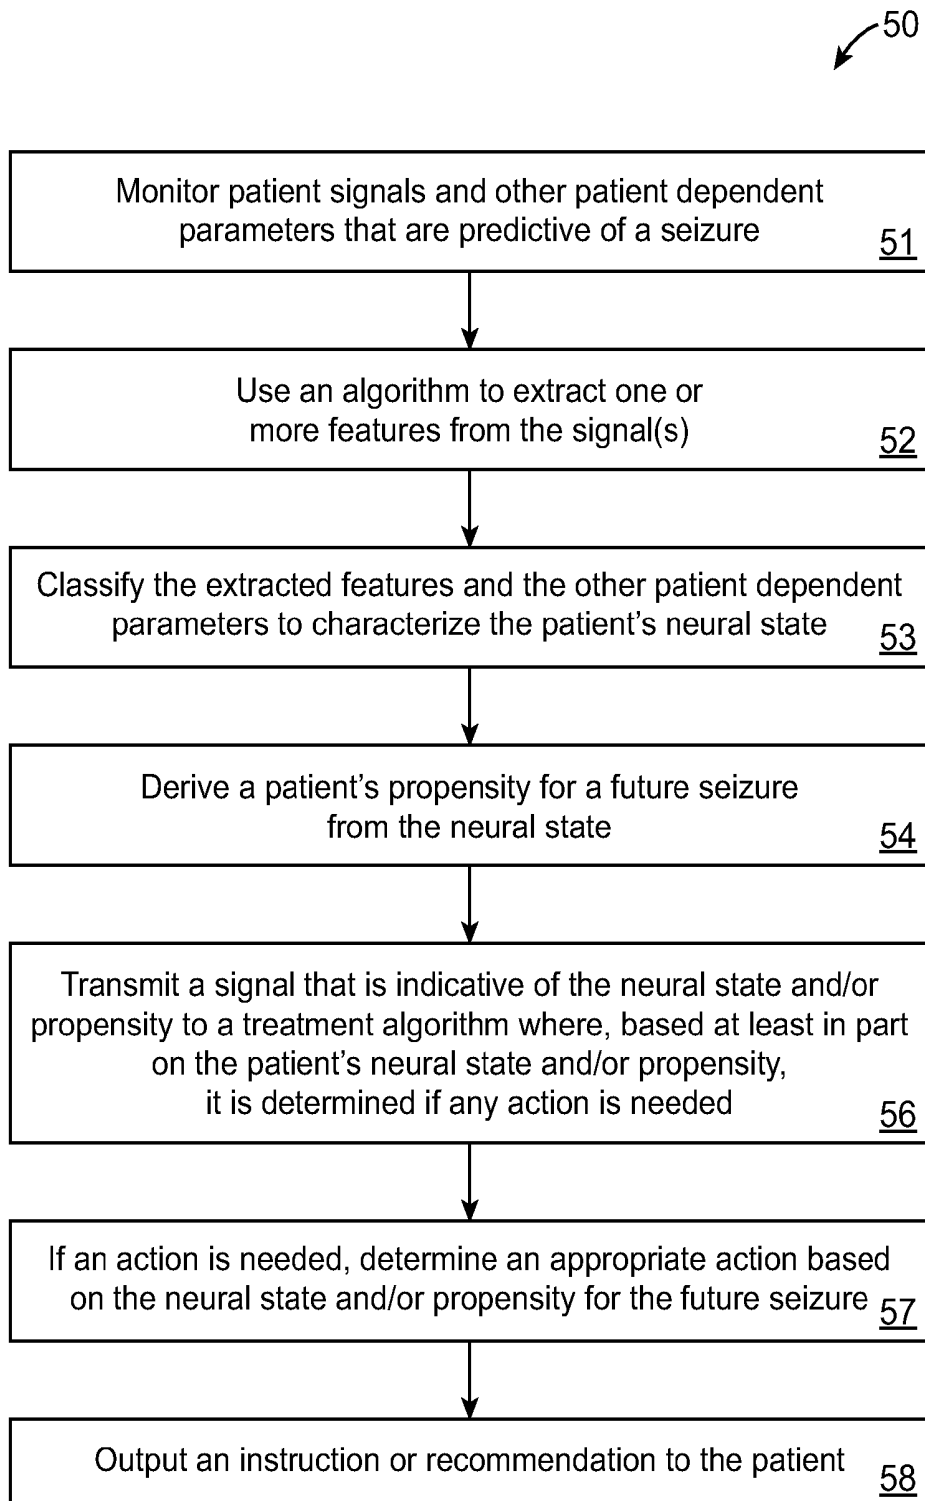 50
Monitor patient signals and other patient dependent
parameters that are predictive of a seizure
51
Use an algorithm to extract one or
more features from the signal(s)
52
Classify the extracted features and the other patient dependent
parameters to characterize the patient's neural state
53
Derive a patient's propensity for a future seizure
from the neural state
54
Transmit a signal that is indicative of the neural state and/or
propensity to a treatment algorithm where, based at least in part
on the patient's neural state and/or propensity,
it is determined if any action is needed
56
If an action is needed, determine an appropriate action based
on the neural state and/or propensity for the future seizure
57
Output an instruction or recommendation to the patient
58